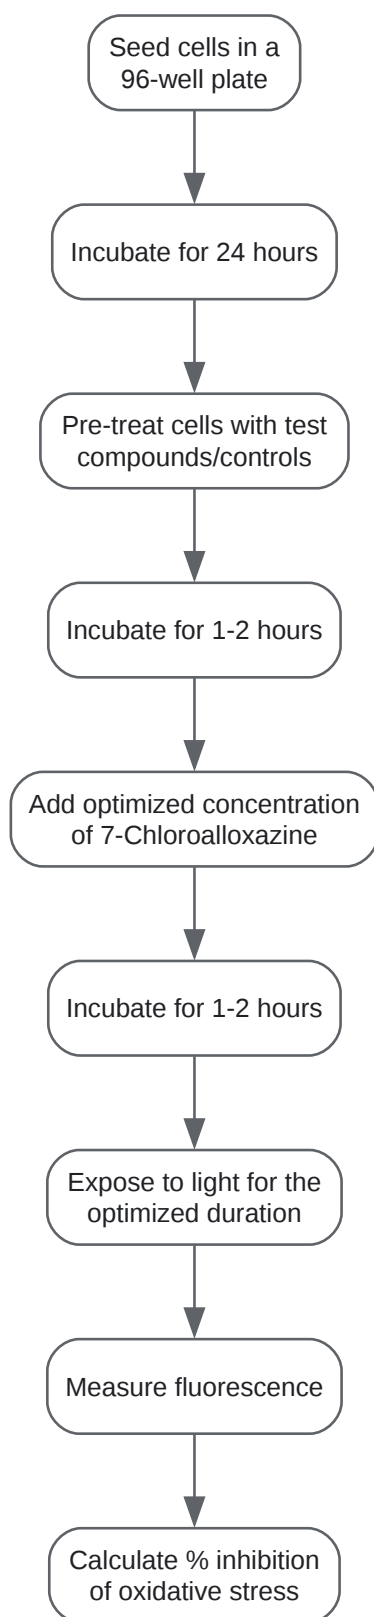 Seed cells in a
96-well plate
Incubate for 24 hours
Pre-treat cells with test
compounds/controls
Incubate for 1-2 hours
Add optimized concentration
of 7-Chloroalloxazine
Incubate for 1-2 hours
Expose to light for the
optimized duration
Measure fluorescence
Calculate % inhibition
of oxidative stress